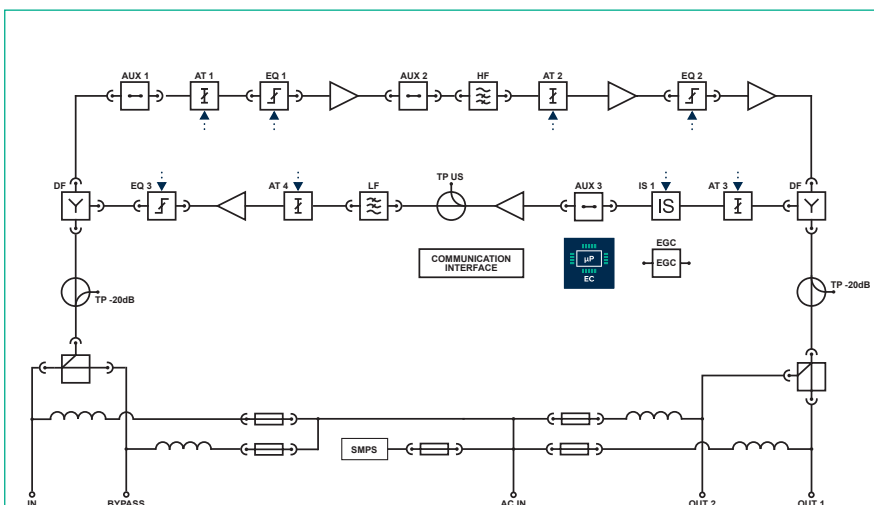 AUX 1
AT 1
EQ 1
AUX 2
HF
AT 2
EQ 2
DF
EQ 3
AT 4
LF
TP US
AUX 3
IS 1
IS
AT 3
DF
COMMUNICATION
INTERFACE
µP
EC
EGC
EGC
TP -20dB
TP -20dB
SMPS
IN
BYPASS
AC IN
OUT 2
OUT 1